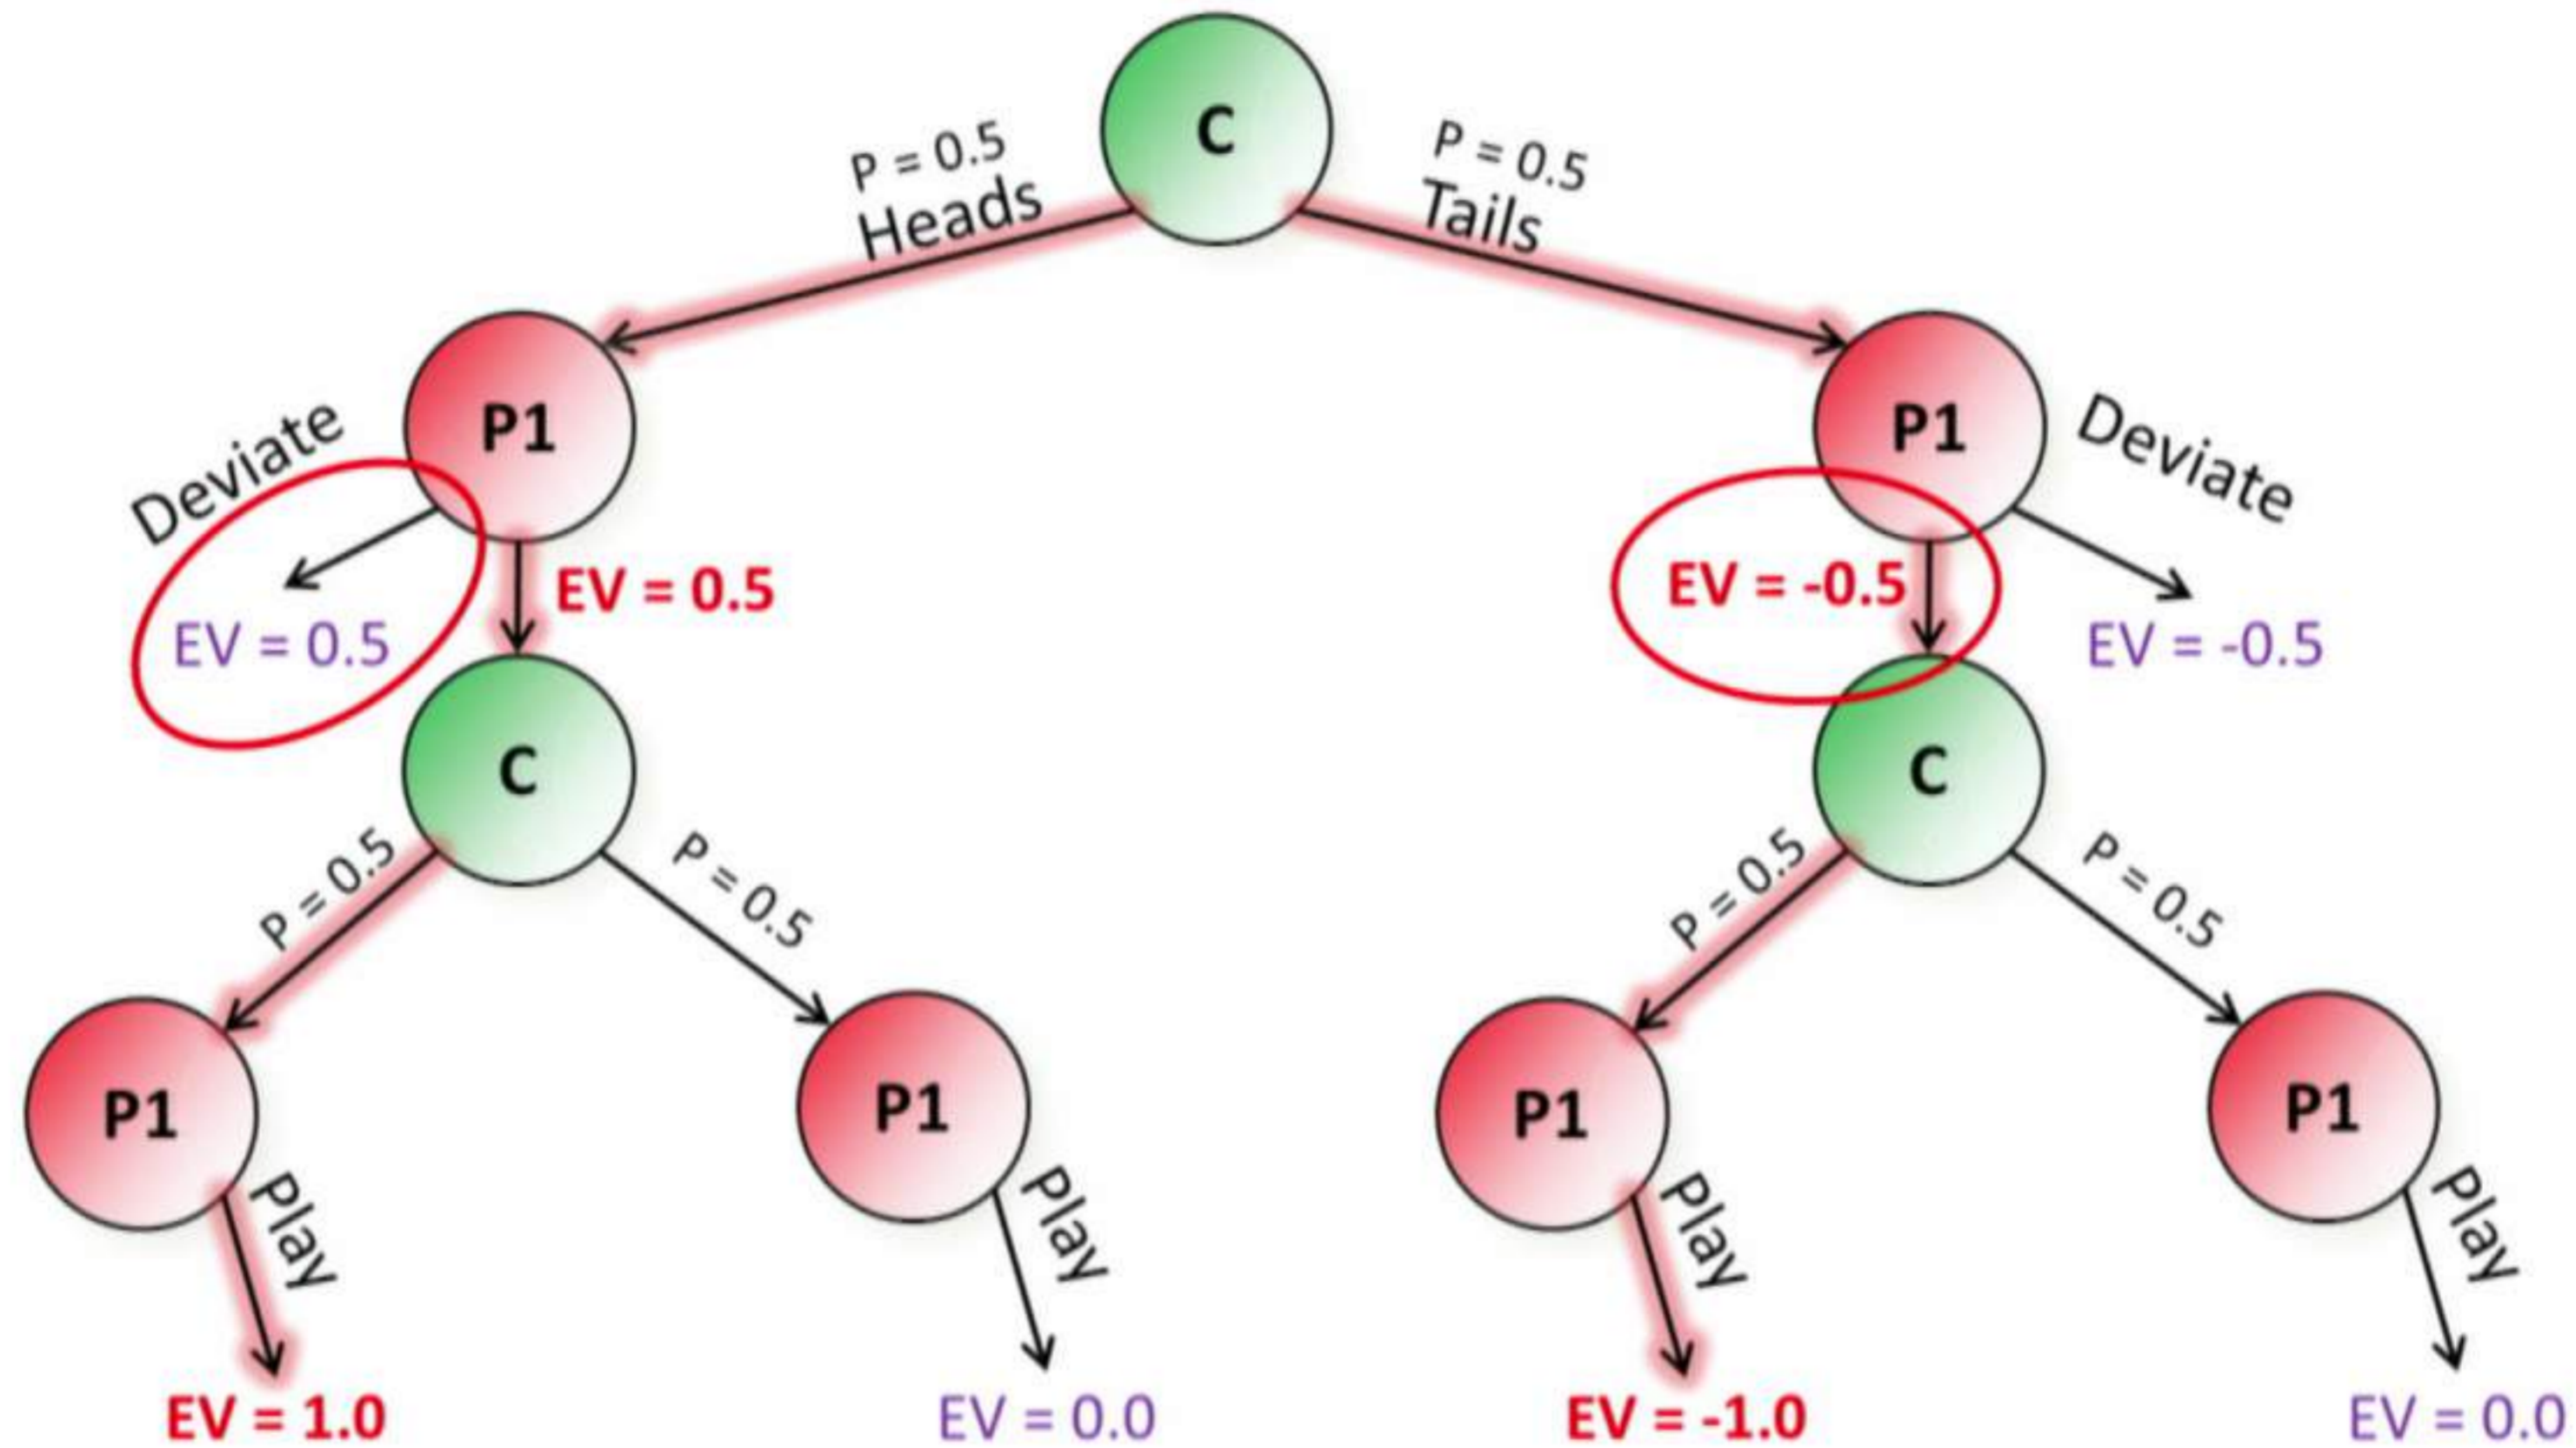 C
P = 0.5
Heads
P = 0.5
Tails
P1
P1
Deviate
Deviate
EV = 0.5
EV = 0.5
EV = -0.5
EV = -0.5
C
C
P = 0.5
P = 0.5
P = 0.5
P = 0.5
P1
P1
P1
P1
Play
Play
Play
Play
EV = 1.0
EV = 0.0
EV = -1.0
EV = 0.0